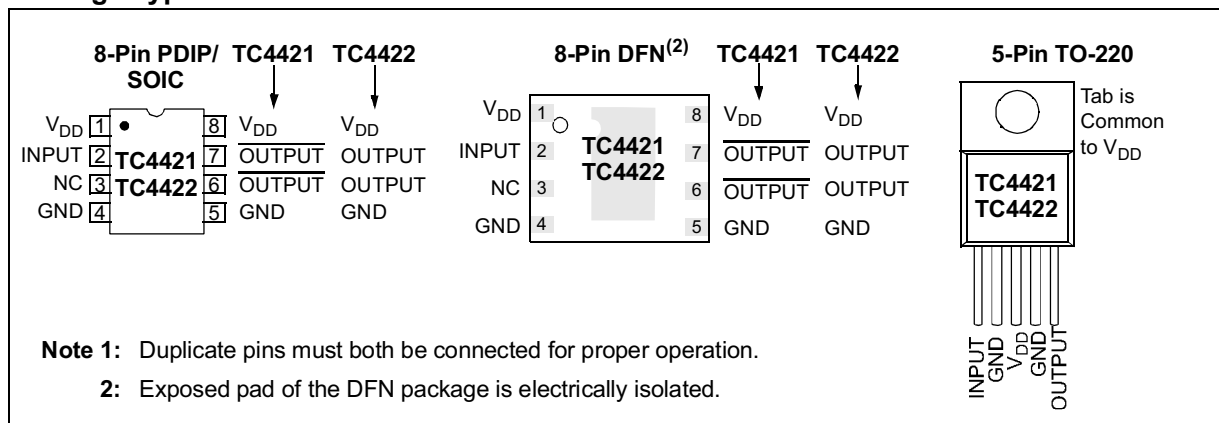 8-Pin PDIP/ SOIC
TC4421 TC4422
VDD 1 8 VDD VDD
INPUT 2 TC4421 7 OUTPUT OUTPUT
NC 3 TC4422 6 OUTPUT OUTPUT
GND 4 5 GND GND
8-Pin DFN(2) TC4421 TC4422
VDD 1 8 VDD VDD
INPUT 2 TC4421 7 OUTPUT OUTPUT
NC 3 TC4422 6 OUTPUT OUTPUT
GND 4 5 GND GND
5-Pin TO-220
Tab is
Common
to VDD
TC4421
TC4422
INPUT
GND
VDD
GND
OUTPUT
Note 1: Duplicate pins must both be connected for proper operation.
2: Exposed pad of the DFN package is electrically isolated.